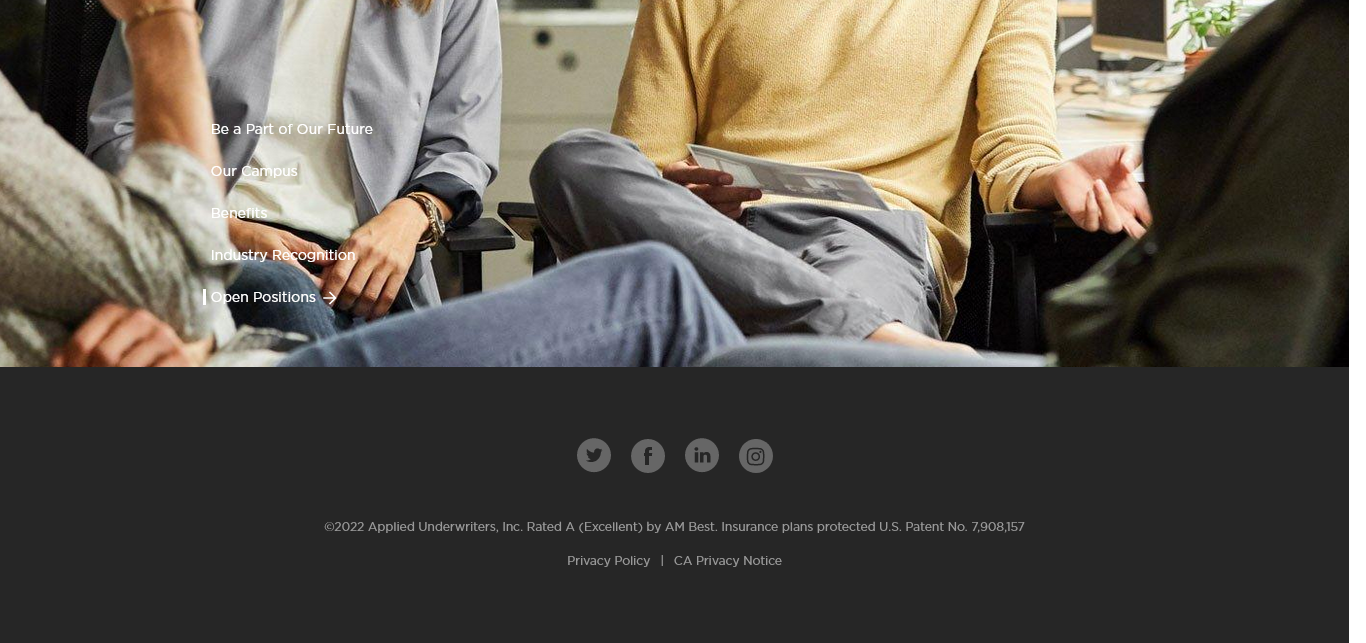 Be a Part of Our Future
Our Campus
Benefits
Industry Recognition
Open Positions
©2022 Applied Underwriters, Inc. Rated A (Excellent) by AM Best. Insurance plans protected U.S. Patent No. 7,908,157
Privacy Policy | CA Privacy Notice